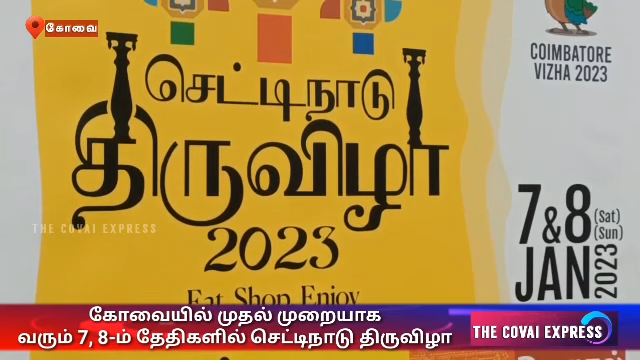 கோவை
COIMBATORE
VIZHA 2023
செட்டிநாடு
திருவிழா
2023
Eat Shop Enjoy
7&8 (Sat) (Sun)
JAN 2023
THE COVAI EXPRESS
கோவையில் முதல் முறையாக
வரும் 7, 8-ம் தேதிகளில் செட்டிநாடு திருவிழா
THE COVAI EXPRESS